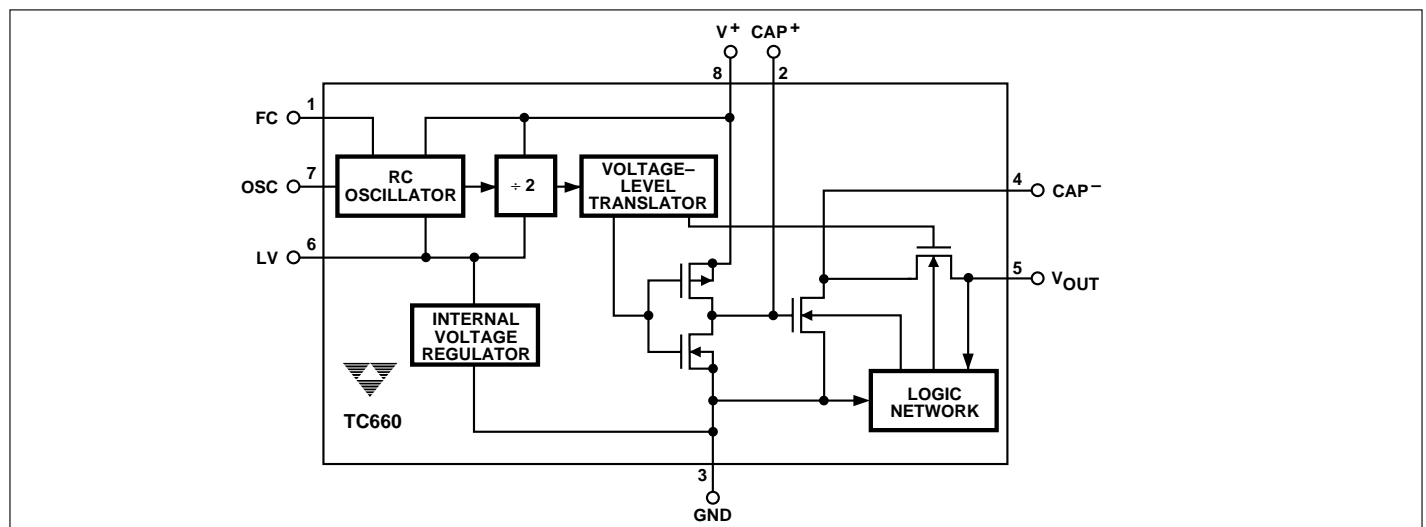 V+ CAP+
8 2
1
FC
7
OSC
RC
OSCILLATOR
÷ 2
VOLTAGE–
LEVEL
TRANSLATOR
4
CAP–
6
LV
5
VOUT
INTERNAL
VOLTAGE
REGULATOR
LOGIC
NETWORK
TC660
3
GND